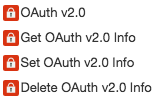 OAuth v2.0
Get OAuth v2.0 Info
Set OAuth v2.0 Info
Delete OAuth v2.0 Info